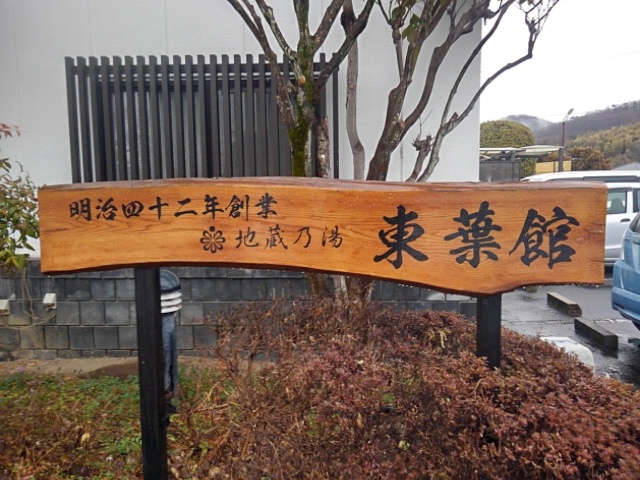 明治四十二年創業
地蔵乃湯
東葉館